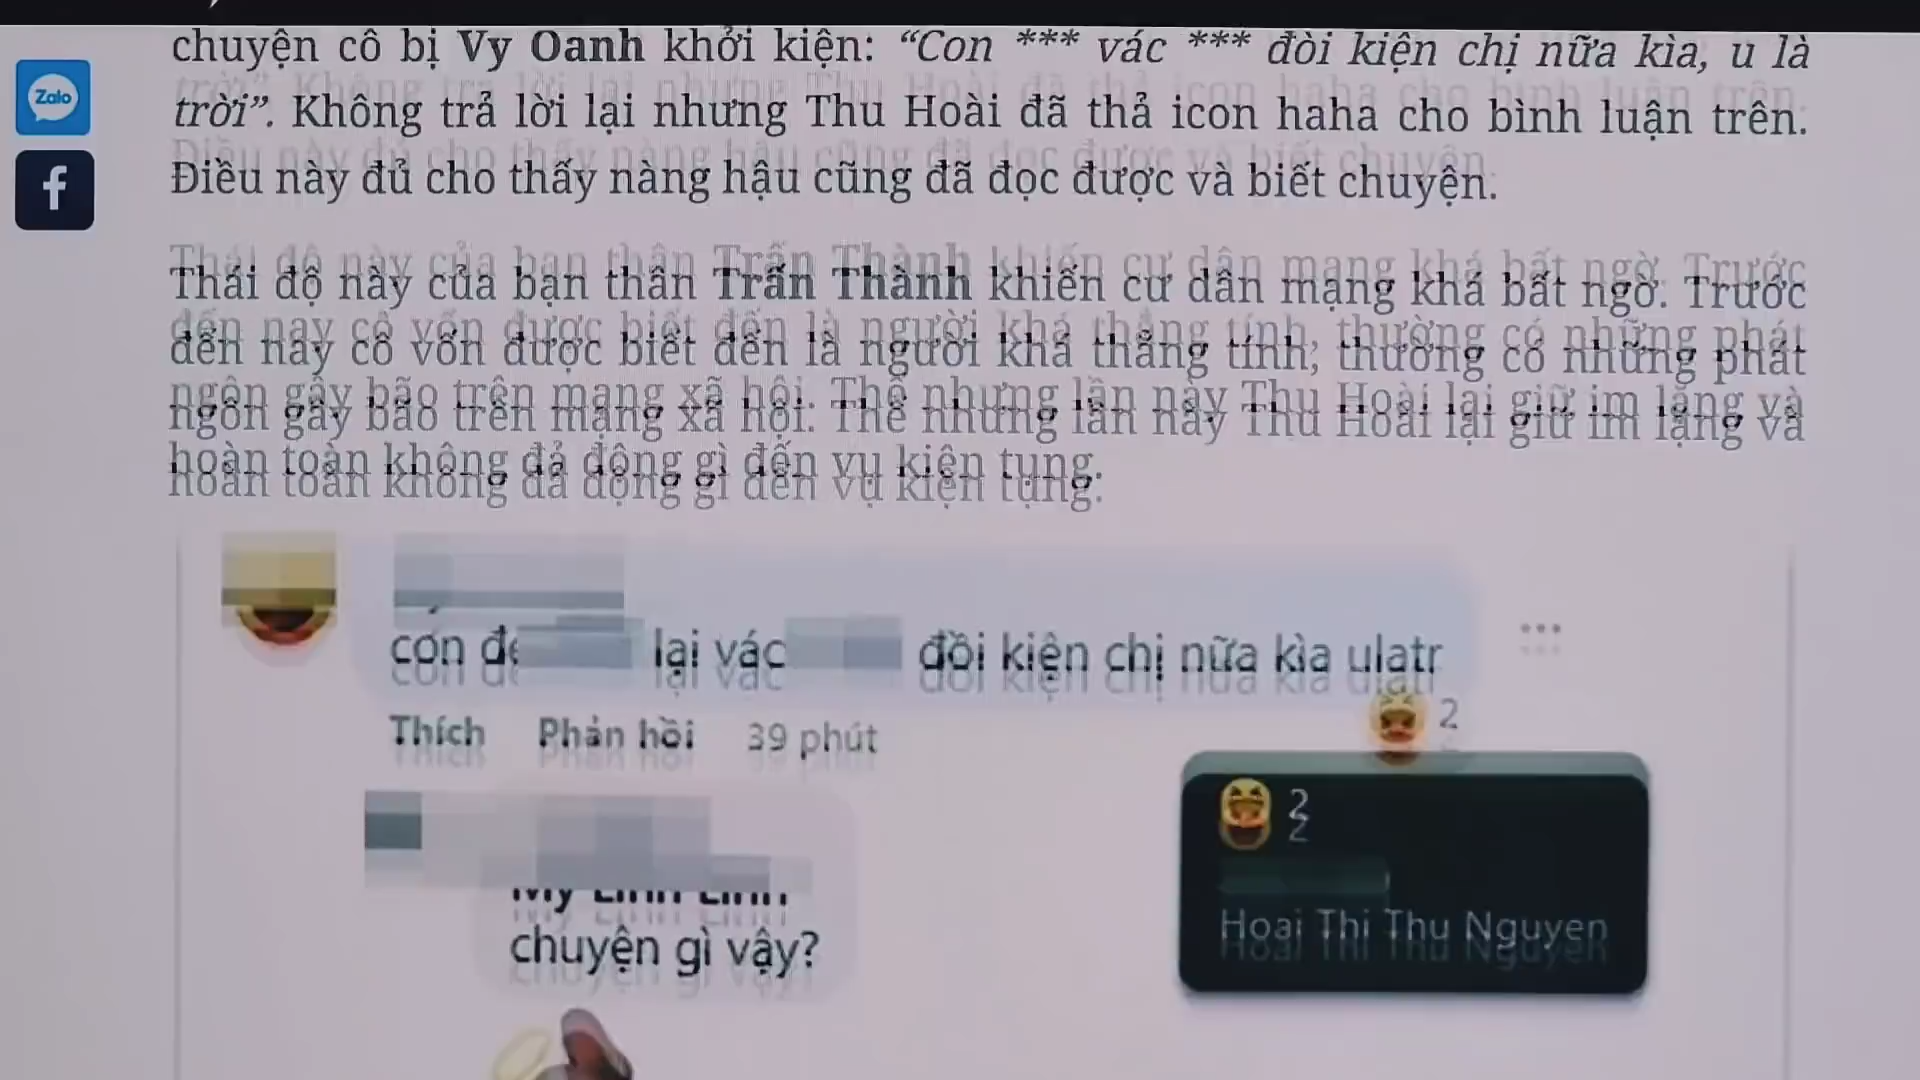 chuyện cô bị Vy Oanh khởi kiện: “Con *** vác *** đòi kiện chị nữa kìa, u là
trời”. Không trả lời lại nhưng Thu Hoài đã thả icon haha cho bình luận trên.
Điều này đủ cho thấy nàng hậu cũng đã đọc được và biết chuyện.
Thái độ này của bạn thân Trấn Thành khiến cư dân mạng khá bất ngờ. Trước
đến nay cô vốn được biết đến là người khá thẳng tính, thường có những phát
ngôn gây bão trên mạng xã hội. Thế nhưng lần này Thu Hoài lại giữ im lặng và
hoàn toàn không đả động gì đến vụ kiện tụng.
Zalo
f
con đ lại vác đòi kiện chị nữa kìa ulatr
2
Thích Phản hồi 39 phút
2
Hoai Thi Thu Nguyen
chuyện gì vậy?